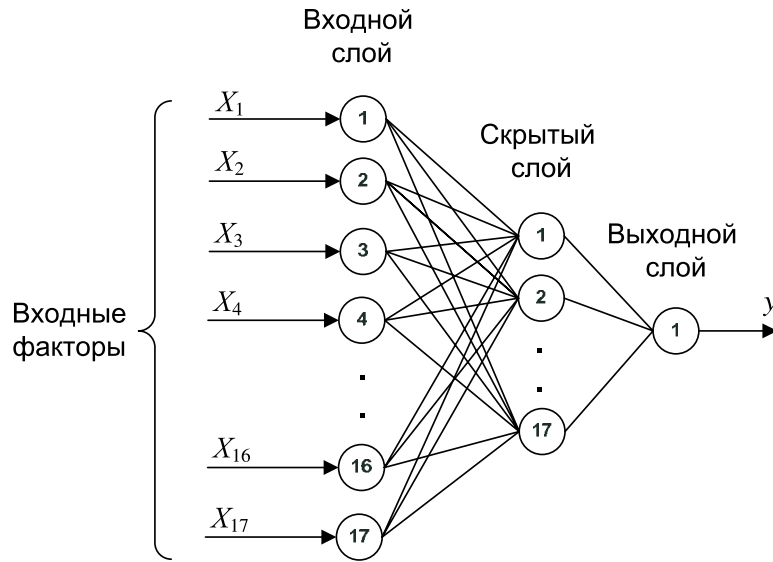 Входной
слой
X1
1
Скрытый
слой
X2
2
X3
3
1
Выходной
слой
Входные
факторы
X4
4
2
1
y
X16
16
17
X17
17